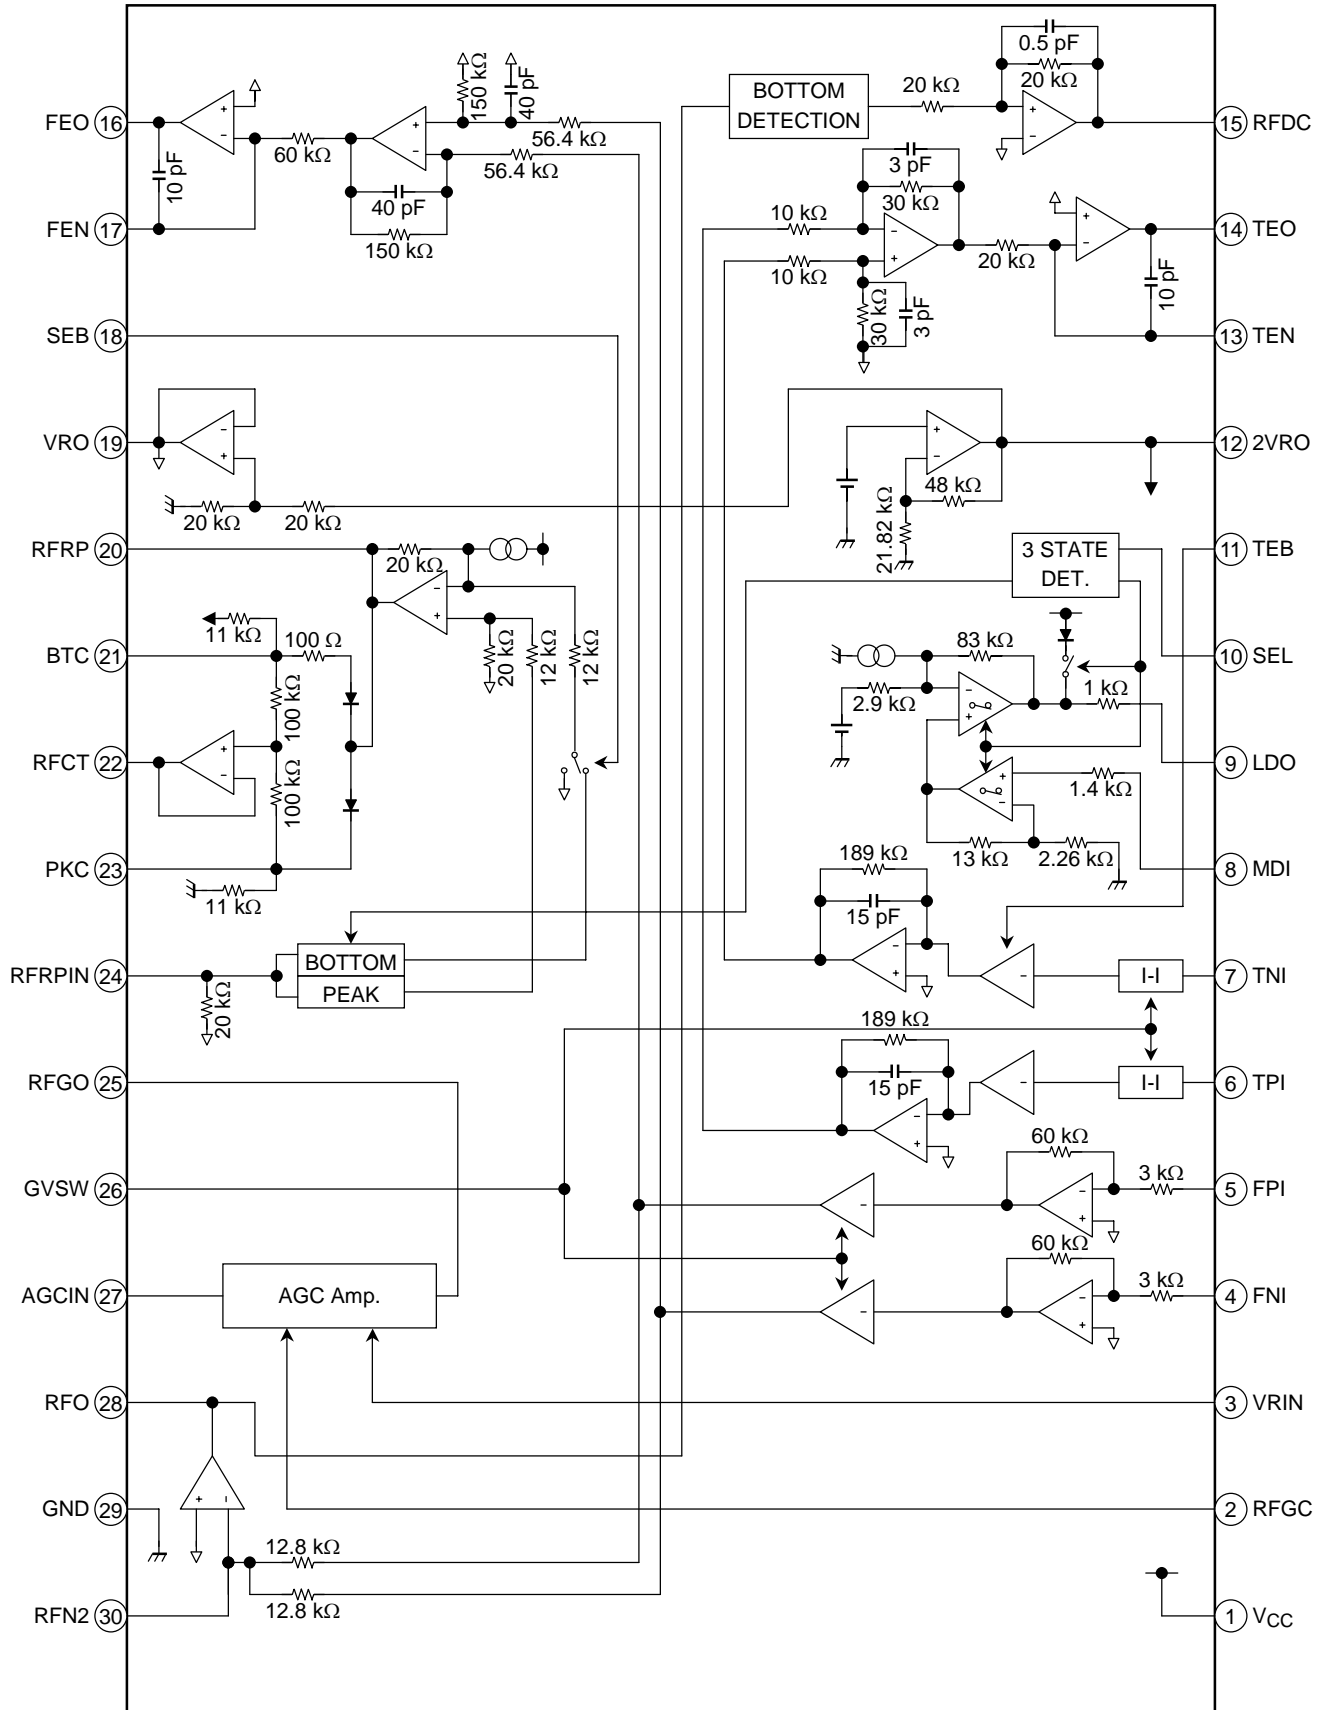 0.5 pF
20 kΩ
20 kΩ
BOTTOM
DETECTION
FEO 16
+
−
60 kΩ
10 pF
150 kΩ
40 pF
56.4 kΩ
56.4 kΩ
+
−
40 pF
150 kΩ
FEN 17
+
−
15 RFDC
3 pF
30 kΩ
10 kΩ
10 kΩ
−
+
30 kΩ
3 pF
20 kΩ
+
−
10 pF
14 TEO
13 TEN
SEB 18
VRO 19
−
+
20 kΩ
20 kΩ
+
−
48 kΩ
21.82 kΩ
12 2VRO
RFRP 20
20 kΩ
−
+
20 kΩ
12 kΩ
12 kΩ
3 STATE
DET.
11 TEB
11 kΩ
100 Ω
BTC 21
100 kΩ
83 kΩ
2.9 kΩ
−
+
1 kΩ
10 SEL
RFCT 22
+
−
100 kΩ
9 LDO
+
−
1.4 kΩ
13 kΩ
2.26 kΩ
PKC 23
11 kΩ
8 MDI
189 kΩ
15 pF
−
+
−
I-I
7 TNI
RFRPIN 24
20 kΩ
BOTTOM
PEAK
189 kΩ
15 pF
−
+
−
I-I
6 TPI
RFGO 25
GVSW 26
−
60 kΩ
−
+
3 kΩ
5 FPI
AGCIN 27
AGC Amp.
−
60 kΩ
−
+
3 kΩ
4 FNI
RFO 28
3 VRIN
+
−
GND 29
2 RFGC
12.8 kΩ
12.8 kΩ
RFN2 30
1 VCC